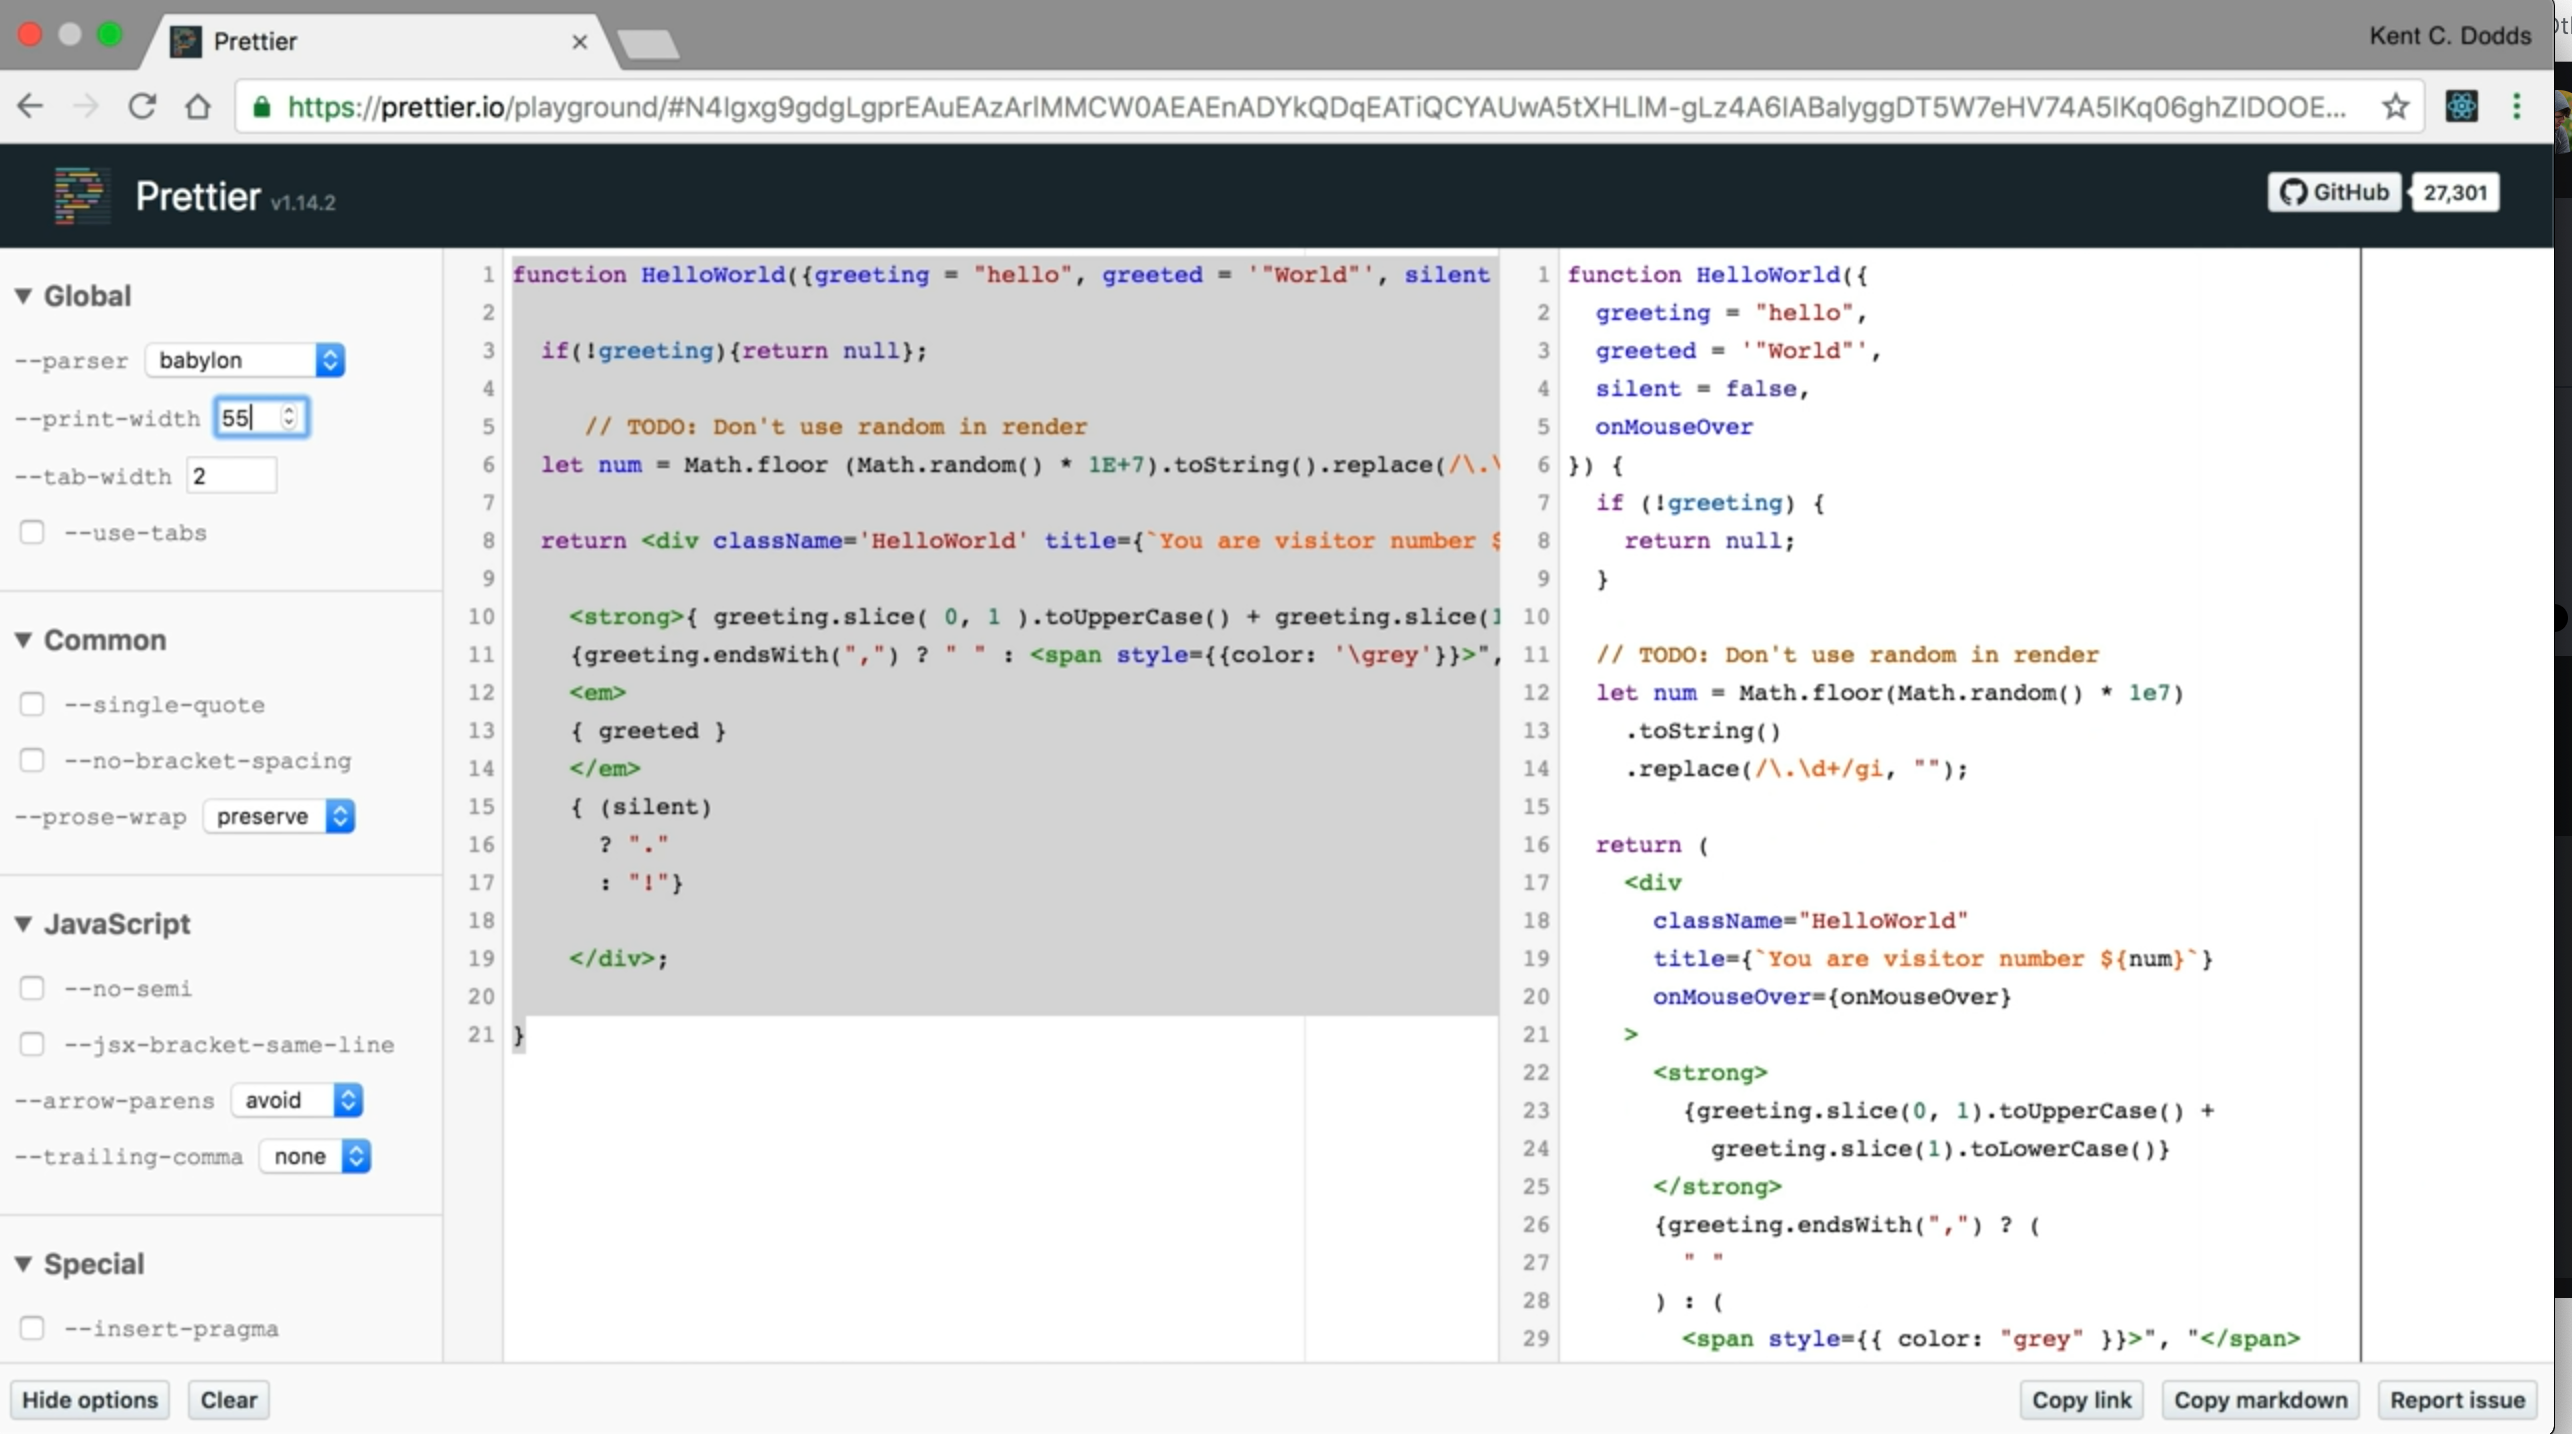 Prettier
Kent C. Dodds
https://prettier.io/playground/#N4Igxg9gdgLgprEAuEAzArlMMCW0AEAEnADYkQDqEATiQCYAUwA5tXHLlM-gLz4A6IABalyggDT5W7eHV74A5IKq06ghZIDOOE...
Prettier v1.14.2
GitHub 27,301
Global
--parser babylon
--print-width 55
--tab-width 2
--use-tabs
Common
--single-quote
--no-bracket-spacing
--prose-wrap preserve
JavaScript
--no-semi
--jsx-bracket-same-line
--arrow-parens avoid
--trailing-comma none
Special
--insert-pragma
1 function HelloWorld({greeting = "hello", greeted = '"World"', silent
2
3 if(!greeting){return null};
4
5 // TODO: Don't use random in render
6 let num = Math.floor (Math.random() * 1E+7).toString().replace(/\.\
7
8 return <div className='HelloWorld' title={`You are visitor number $
9
10 <strong>{ greeting.slice( 0, 1 ).toUpperCase() + greeting.slice(1
11 {greeting.endsWith(",") ? " " : <span style={{color: '\grey'}}>",
12 <em>
13 { greeted }
14 </em>
15 { (silent)
16 ? "."
17 : "!"}
18
19 </div>;
20
21 }
1 function HelloWorld({
2 greeting = "hello",
3 greeted = '"World"',
4 silent = false,
5 onMouseOver
6 }) {
7 if (!greeting) {
8 return null;
9 }
10
11 // TODO: Don't use random in render
12 let num = Math.floor(Math.random() * 1e7)
13 .toString()
14 .replace(/\.\d+/gi, "");
15
16 return (
17 <div
18 className="HelloWorld"
19 title={`You are visitor number ${num}`}
20 onMouseOver={onMouseOver}
21 >
22 <strong>
23 {greeting.slice(0, 1).toUpperCase() +
24 greeting.slice(1).toLowerCase()}
25 </strong>
26 {greeting.endsWith(",") ? (
27 " "
28 ) : (
29 <span style={{ color: "grey" }}>", "</span>
Hide options
Clear
Copy link
Copy markdown
Report issue